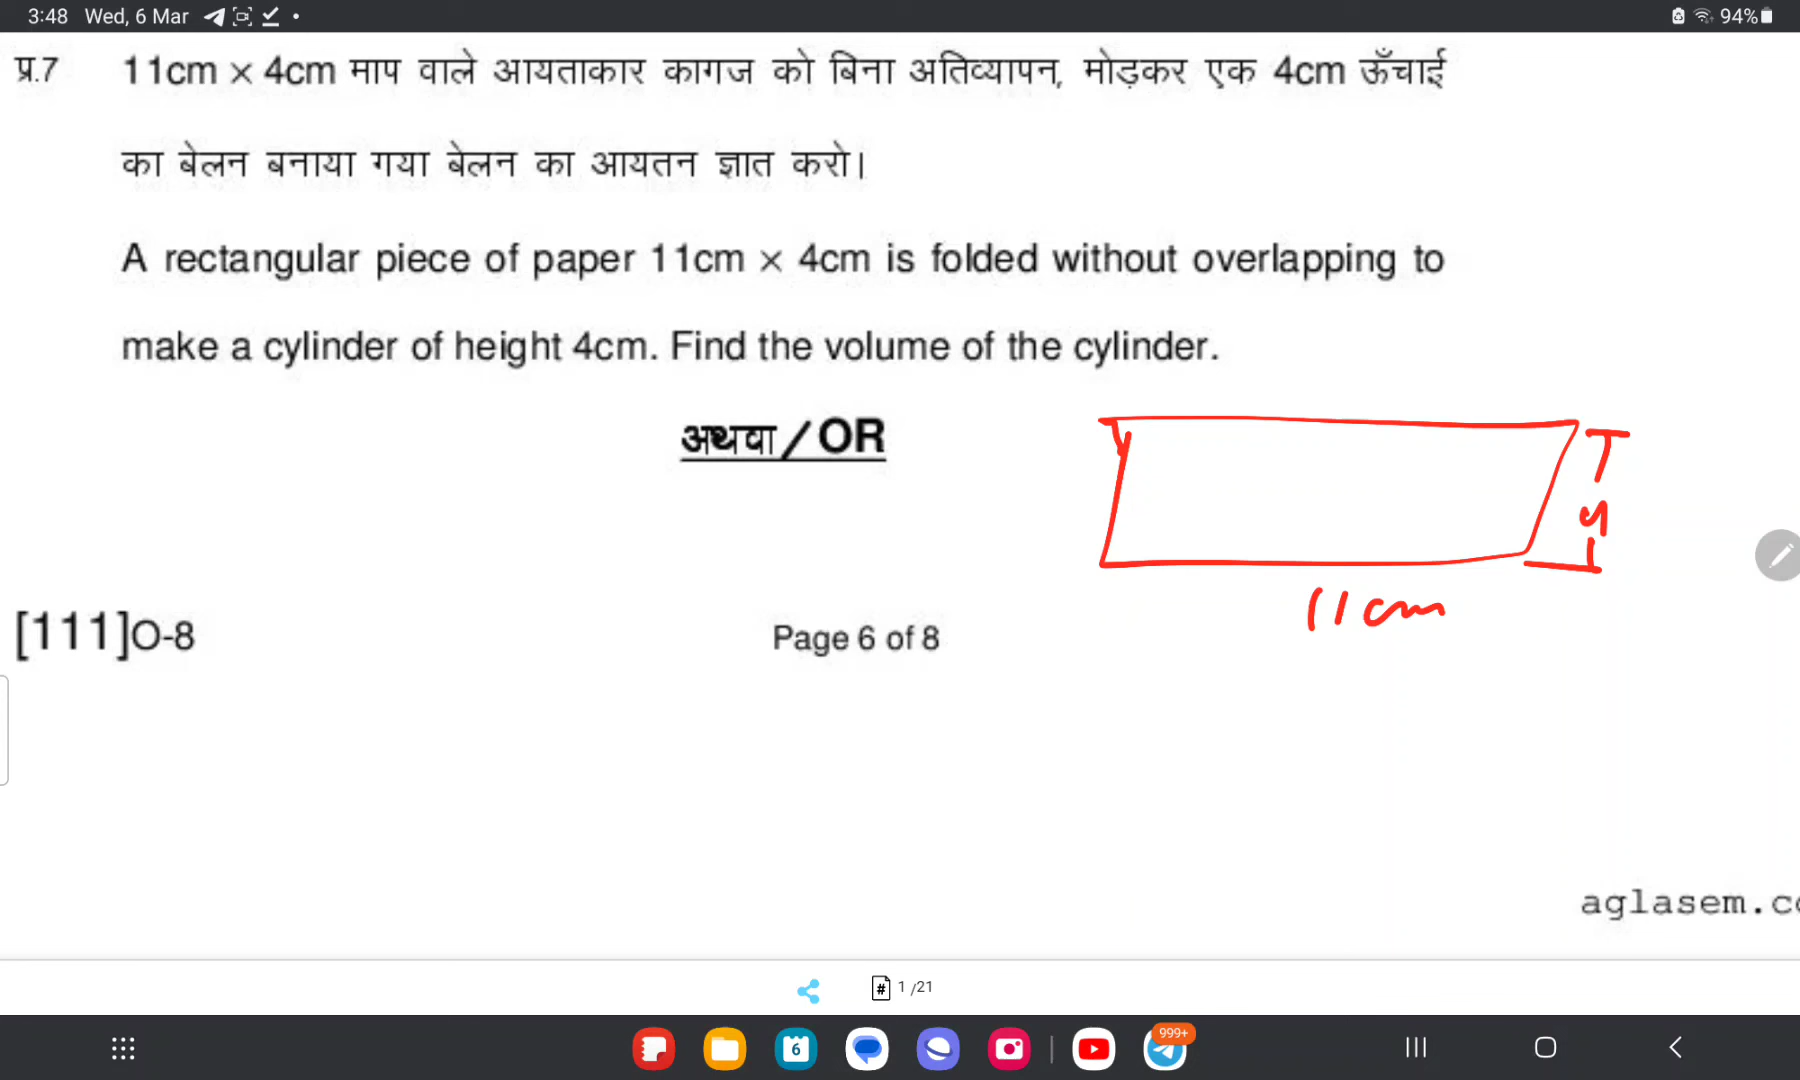 3:48 Wed, 6 Mar
94%
प्र.7 11cm × 4cm माप वाले आयताकार कागज को बिना अतिव्यापन, मोड़कर एक 4cm ऊँचाई
का बेलन बनाया गया बेलन का आयतन ज्ञात करो।
A rectangular piece of paper 11cm × 4cm is folded without overlapping to
make a cylinder of height 4cm. Find the volume of the cylinder.
अथवा/OR
4
11cm
[111]O-8 Page 6 of 8
aglasem.co
# 1/21
6
999+